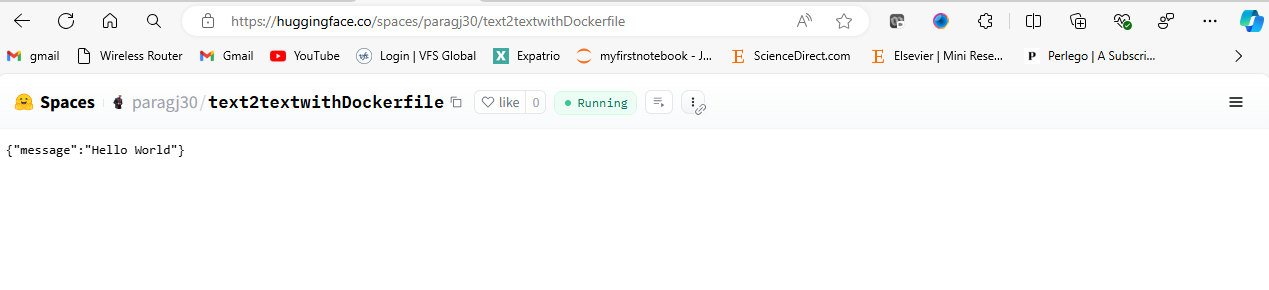 https://huggingface.co/spaces/paragj30/text2textwithDockerfile
gmail Wireless Router Gmail YouTube Login | VFS Global Expatrio myfirstnotebook - J... ScienceDirect.com Elsevier | Mini Rese... Perlego | A Subscri...
Spaces paragj30/text2textwithDockerfile like 0 Running
{"message":"Hello World"}